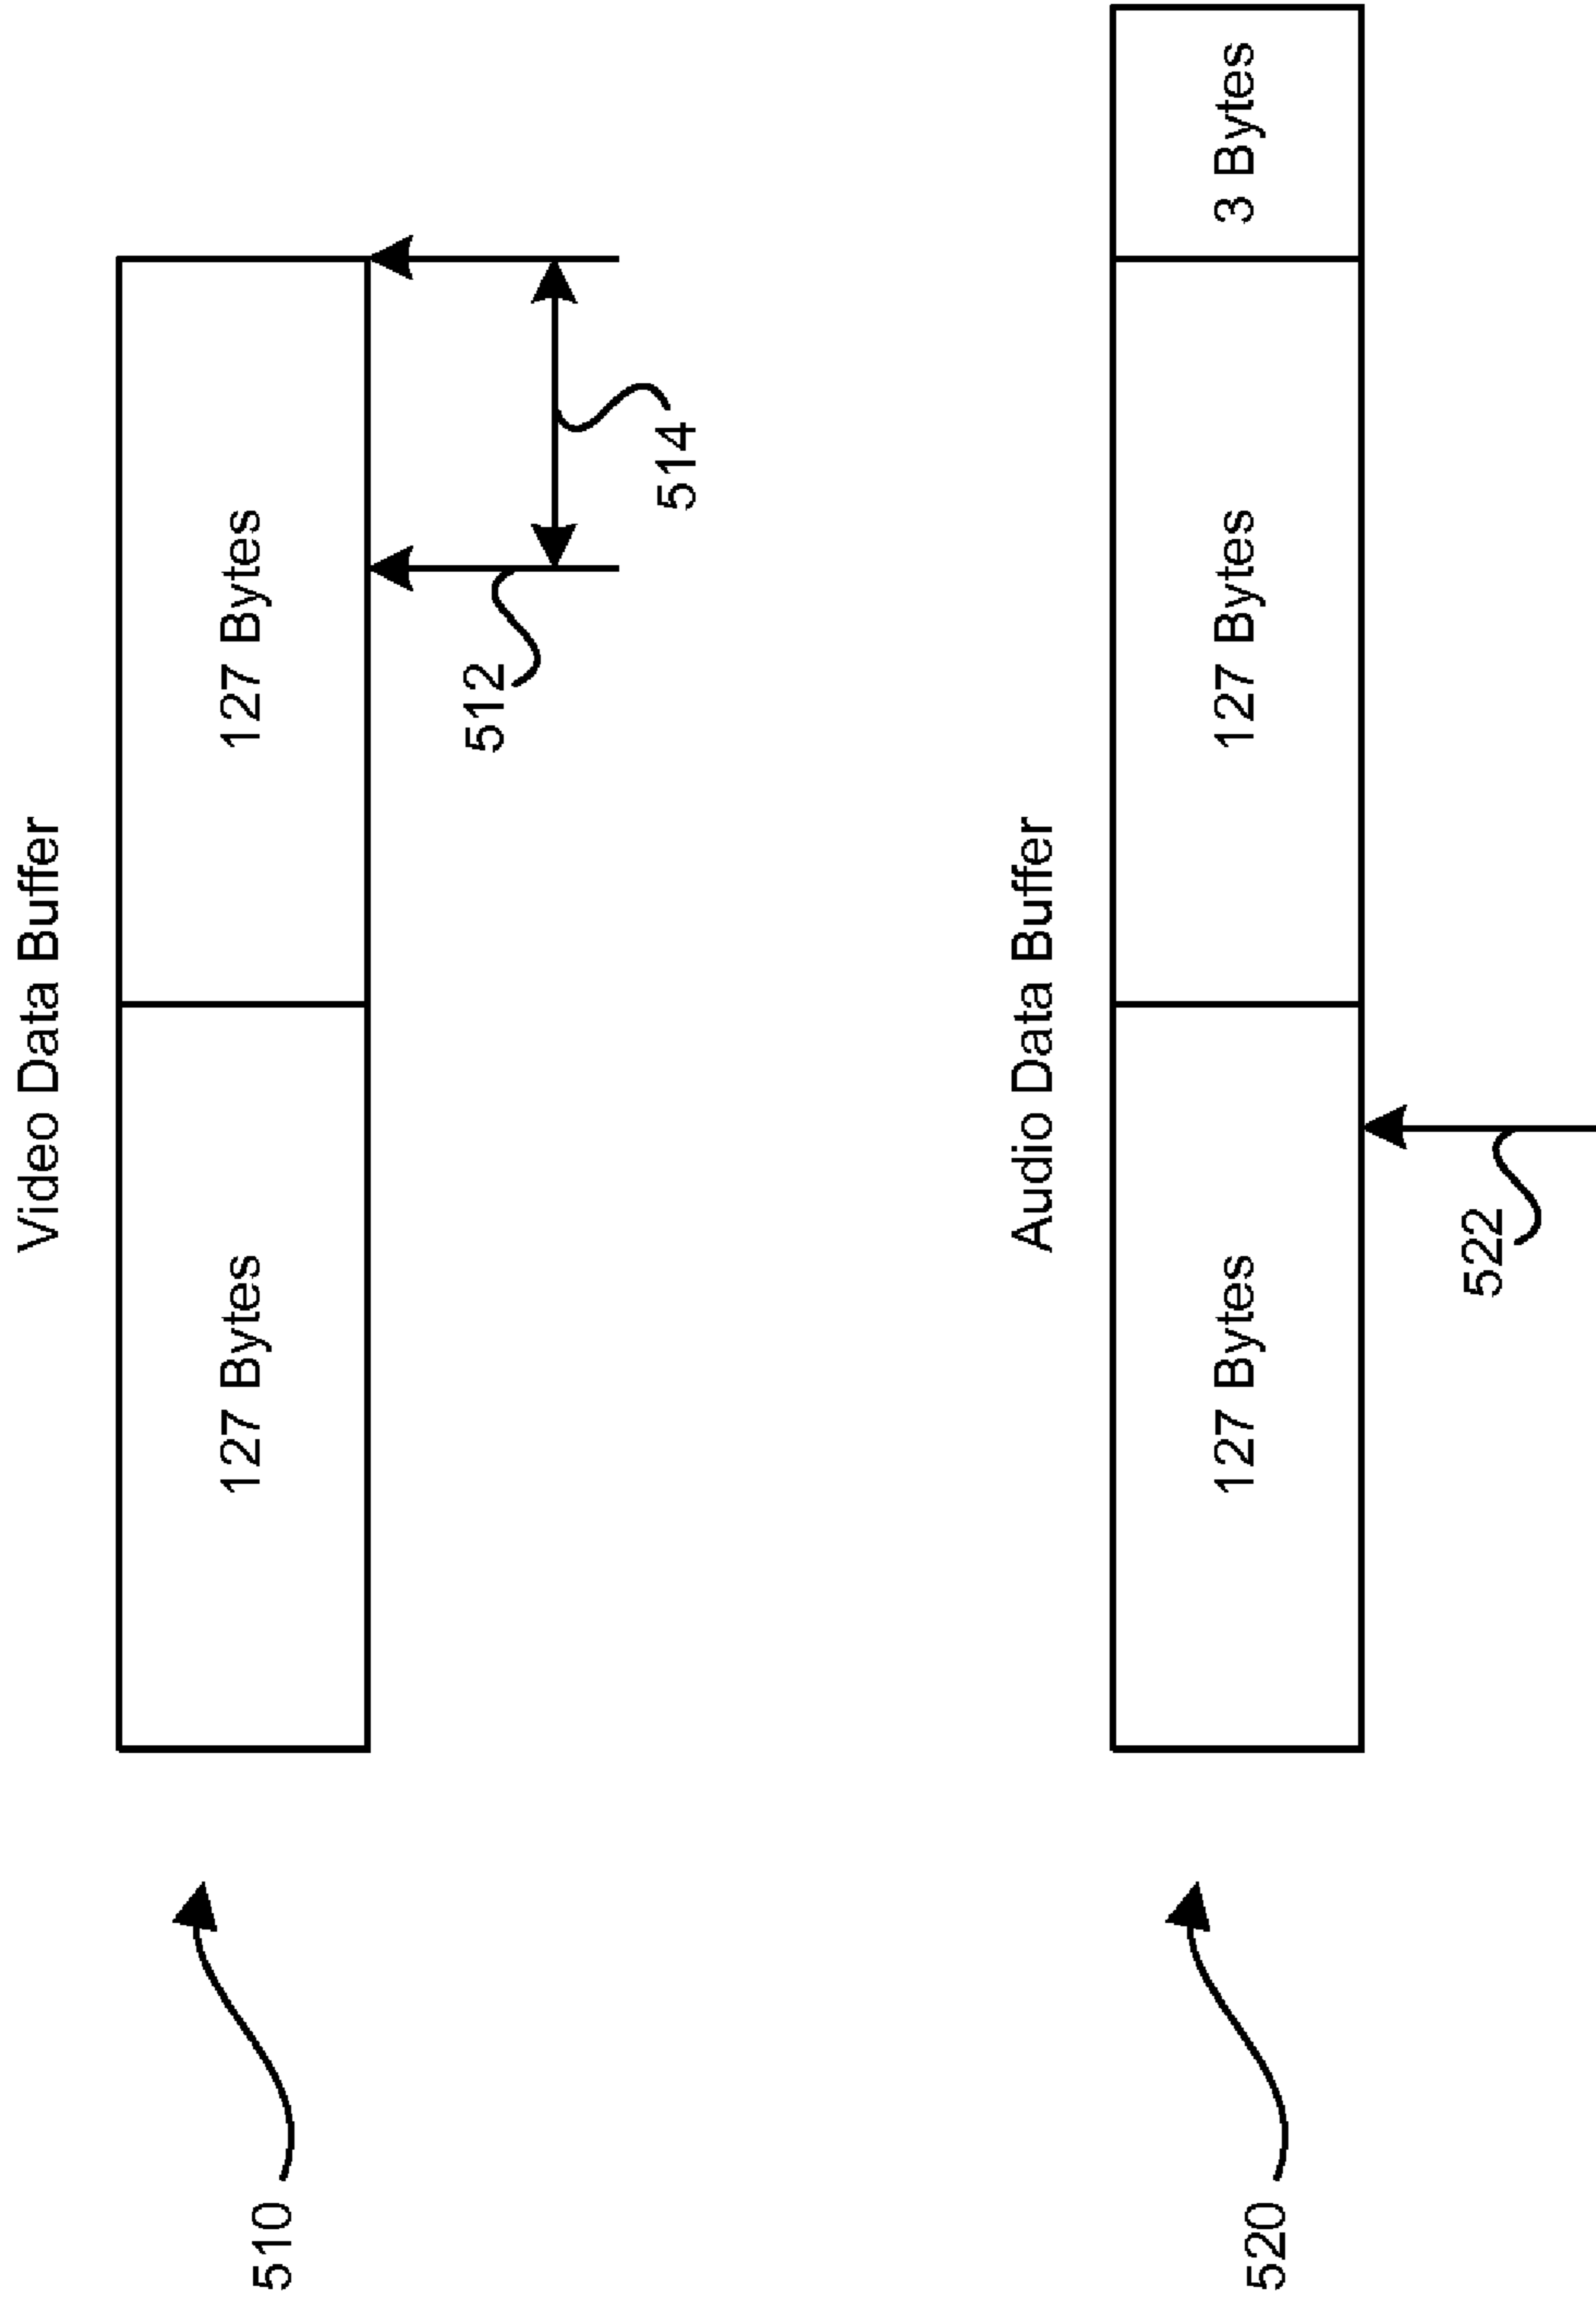 Video Data Buffer
127 Bytes
127 Bytes
510
512
514
Audio Data Buffer
127 Bytes
127 Bytes
3 Bytes
520
522